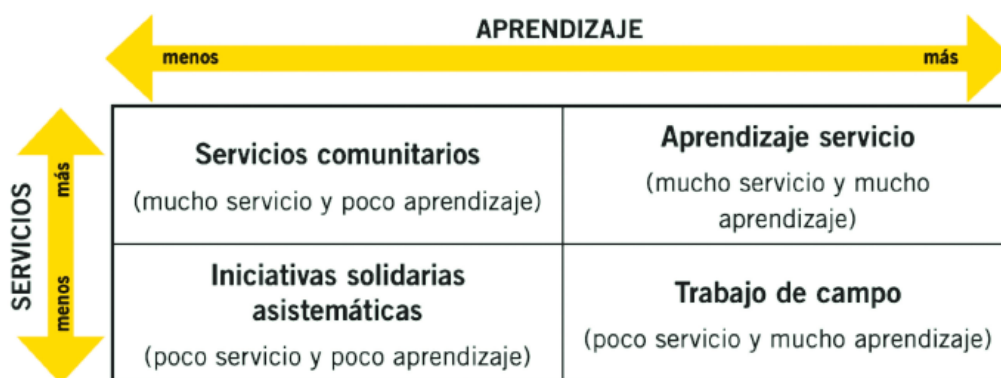 APRENDIZAJE
menos
más
SERVICIOS
más
menos
Servicios comunitarios
(mucho servicio y poco aprendizaje)
Aprendizaje servicio
(mucho servicio y mucho
aprendizaje)
Iniciativas solidarias
asistemáticas
(poco servicio y poco aprendizaje)
Trabajo de campo
(poco servicio y mucho aprendizaje)